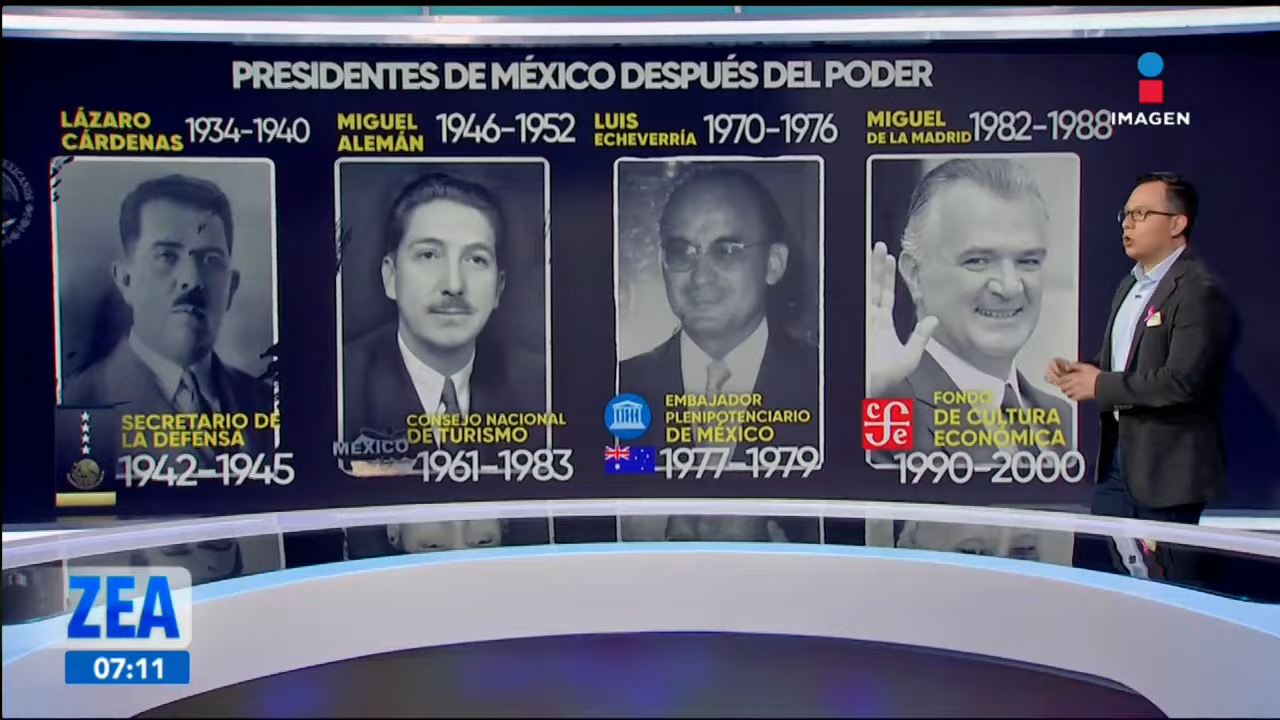 PRESIDENTES DE MÉXICO DESPUÉS DEL PODER
IMAGEN
LÁZARO
CÁRDENAS
1934-1940
MIGUEL
ALEMÁN
1946-1952
LUIS
ECHEVERRÍA
1970-1976
MIGUEL
DE LA MADRID
1982-1988
SECRETARIO DE
LA DEFENSA
1942-1945
CONSEJO NACIONAL
DE TURISMO
MÉXICO
1961-1983
EMBAJADOR
PLENIPOTENCIARIO
DE MÉXICO
1977-1979
cfe
FONDO
DE CULTURA
ECONÓMICA
1990-2000
ZEA
07:11